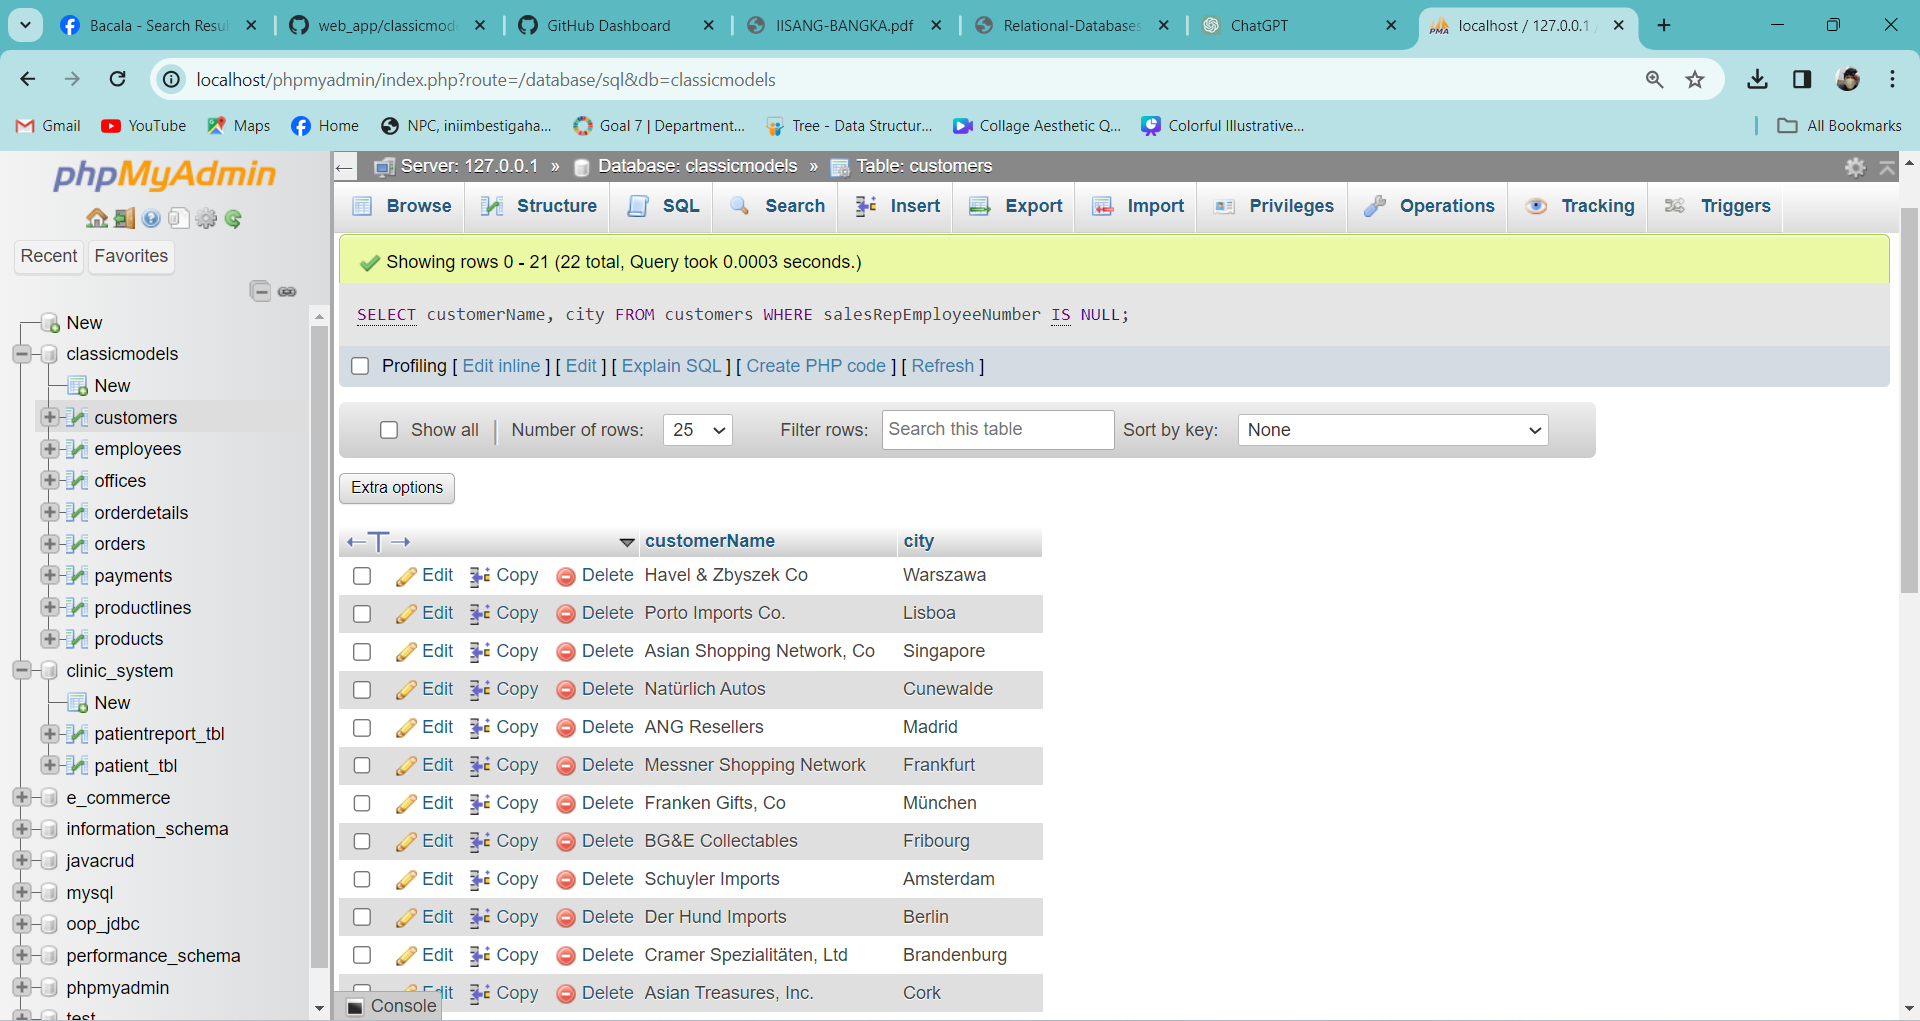 Bacala - Search Resul
web_app/classicmode
GitHub Dashboard
IISANG-BANGKA.pdf
Relational-Databases
ChatGPT
localhost / 127.0.0.1 /
localhost/phpmyadmin/index.php?route=/database/sql&db=classicmodels
Gmail
YouTube
Maps
Home
NPC, iniimbestigaha...
Goal 7 | Department...
Tree - Data Structur...
Collage Aesthetic Q...
Colorful Illustrative...
All Bookmarks
phpMyAdmin
Recent
Favorites
New
classicmodels
New
customers
employees
offices
orderdetails
orders
payments
productlines
products
clinic_system
New
patientreport_tbl
patient_tbl
e_commerce
information_schema
javacrud
mysql
oop_jdbc
performance_schema
phpmyadmin
test
Server: 127.0.0.1 » Database: classicmodels » Table: customers
Browse
Structure
SQL
Search
Insert
Export
Import
Privileges
Operations
Tracking
Triggers
Showing rows 0 - 21 (22 total, Query took 0.0003 seconds.)
SELECT customerName, city FROM customers WHERE salesRepEmployeeNumber IS NULL;
Profiling [ Edit inline ] [ Edit ] [ Explain SQL ] [ Create PHP code ] [ Refresh ]
Show all
Number of rows: 25
Filter rows: Search this table
Sort by key: None
Extra options
customerName city
Edit Copy Delete Havel & Zbyszek Co Warszawa
Edit Copy Delete Porto Imports Co. Lisboa
Edit Copy Delete Asian Shopping Network, Co Singapore
Edit Copy Delete Natürlich Autos Cunewalde
Edit Copy Delete ANG Resellers Madrid
Edit Copy Delete Messner Shopping Network Frankfurt
Edit Copy Delete Franken Gifts, Co München
Edit Copy Delete BG&E Collectables Fribourg
Edit Copy Delete Schuyler Imports Amsterdam
Edit Copy Delete Der Hund Imports Berlin
Edit Copy Delete Cramer Spezialitäten, Ltd Brandenburg
Edit Copy Delete Asian Treasures, Inc. Cork
Console